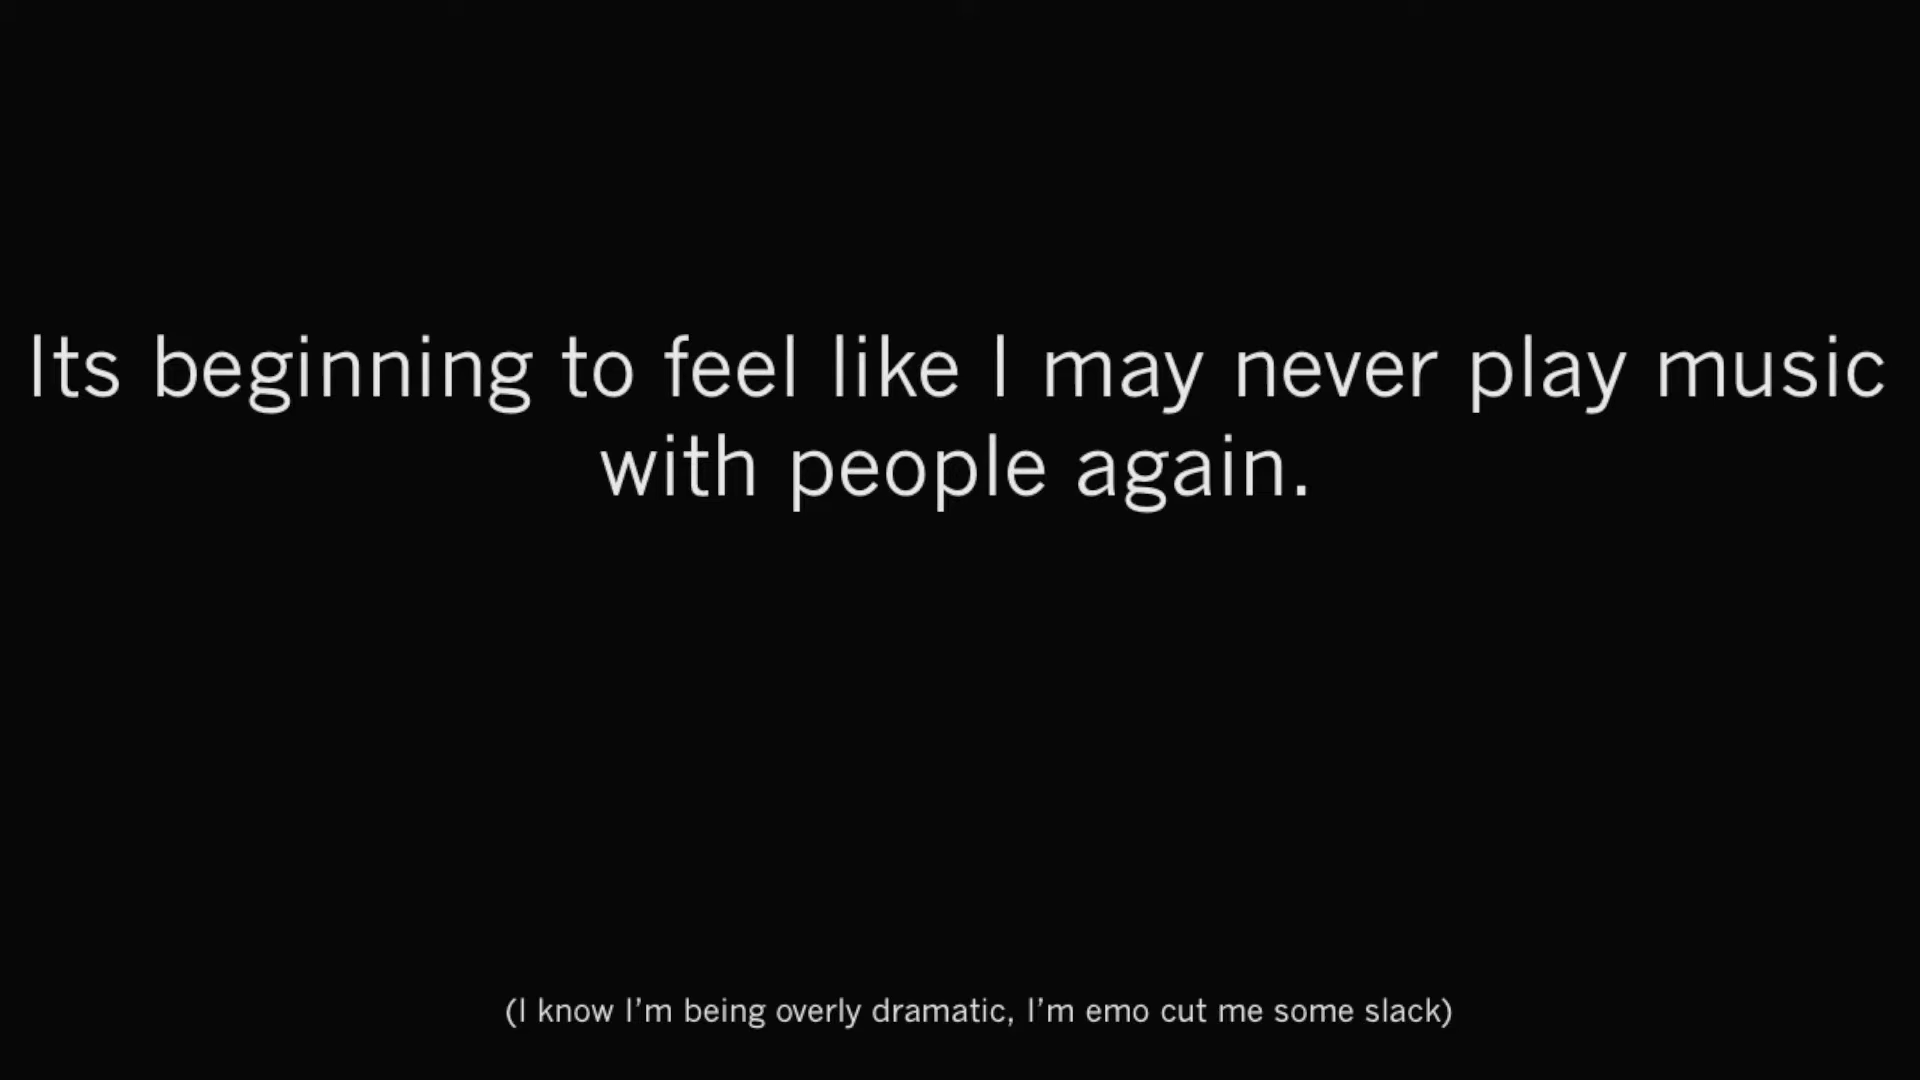 Its beginning to feel like I may never play music
with people again.
(I know I’m being overly dramatic, I’m emo cut me some slack)